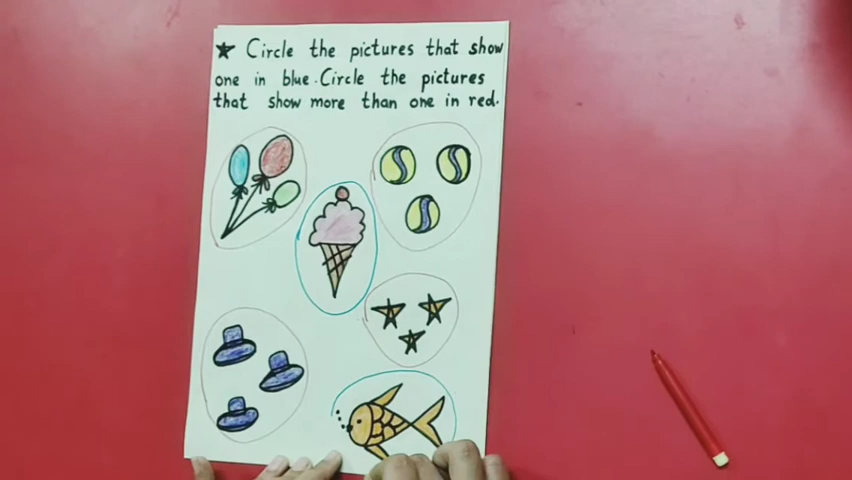 ★ Circle the pictures that show
one in blue. Circle the pictures
that show more than one in red.